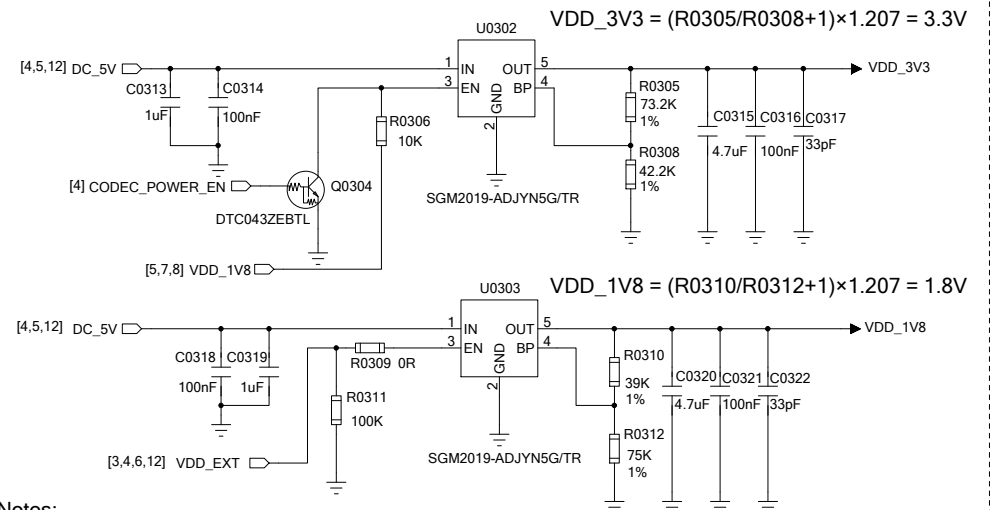 VDD_3V3 = (R0305/R0308+1)×1.207 = 3.3V
U0302
[4,5,12] DC_5V
1 IN
OUT 5
VDD_3V3
3 EN
BP 4
GND
2
C0313
1uF
C0314
100nF
R0306
10K
R0305
73.2K
1%
R0308
42.2K
1%
C0315
4.7uF
C0316
100nF
C0317
33pF
[4] CODEC_POWER_EN
Q0304
DTC043ZEBTL
SGM2019-ADJYN5G/TR
[5,7,8] VDD_1V8
VDD_1V8 = (R0310/R0312+1)×1.207 = 1.8V
U0303
[4,5,12] DC_5V
1 IN
OUT 5
VDD_1V8
3 EN
BP 4
GND
2
C0318
100nF
C0319
1uF
R0309 0R
R0311
100K
R0310
39K
1%
R0312
75K
1%
C0320
4.7uF
C0321
100nF
C0322
33pF
[3,4,6,12] VDD_EXT
SGM2019-ADJYN5G/TR
Notes: